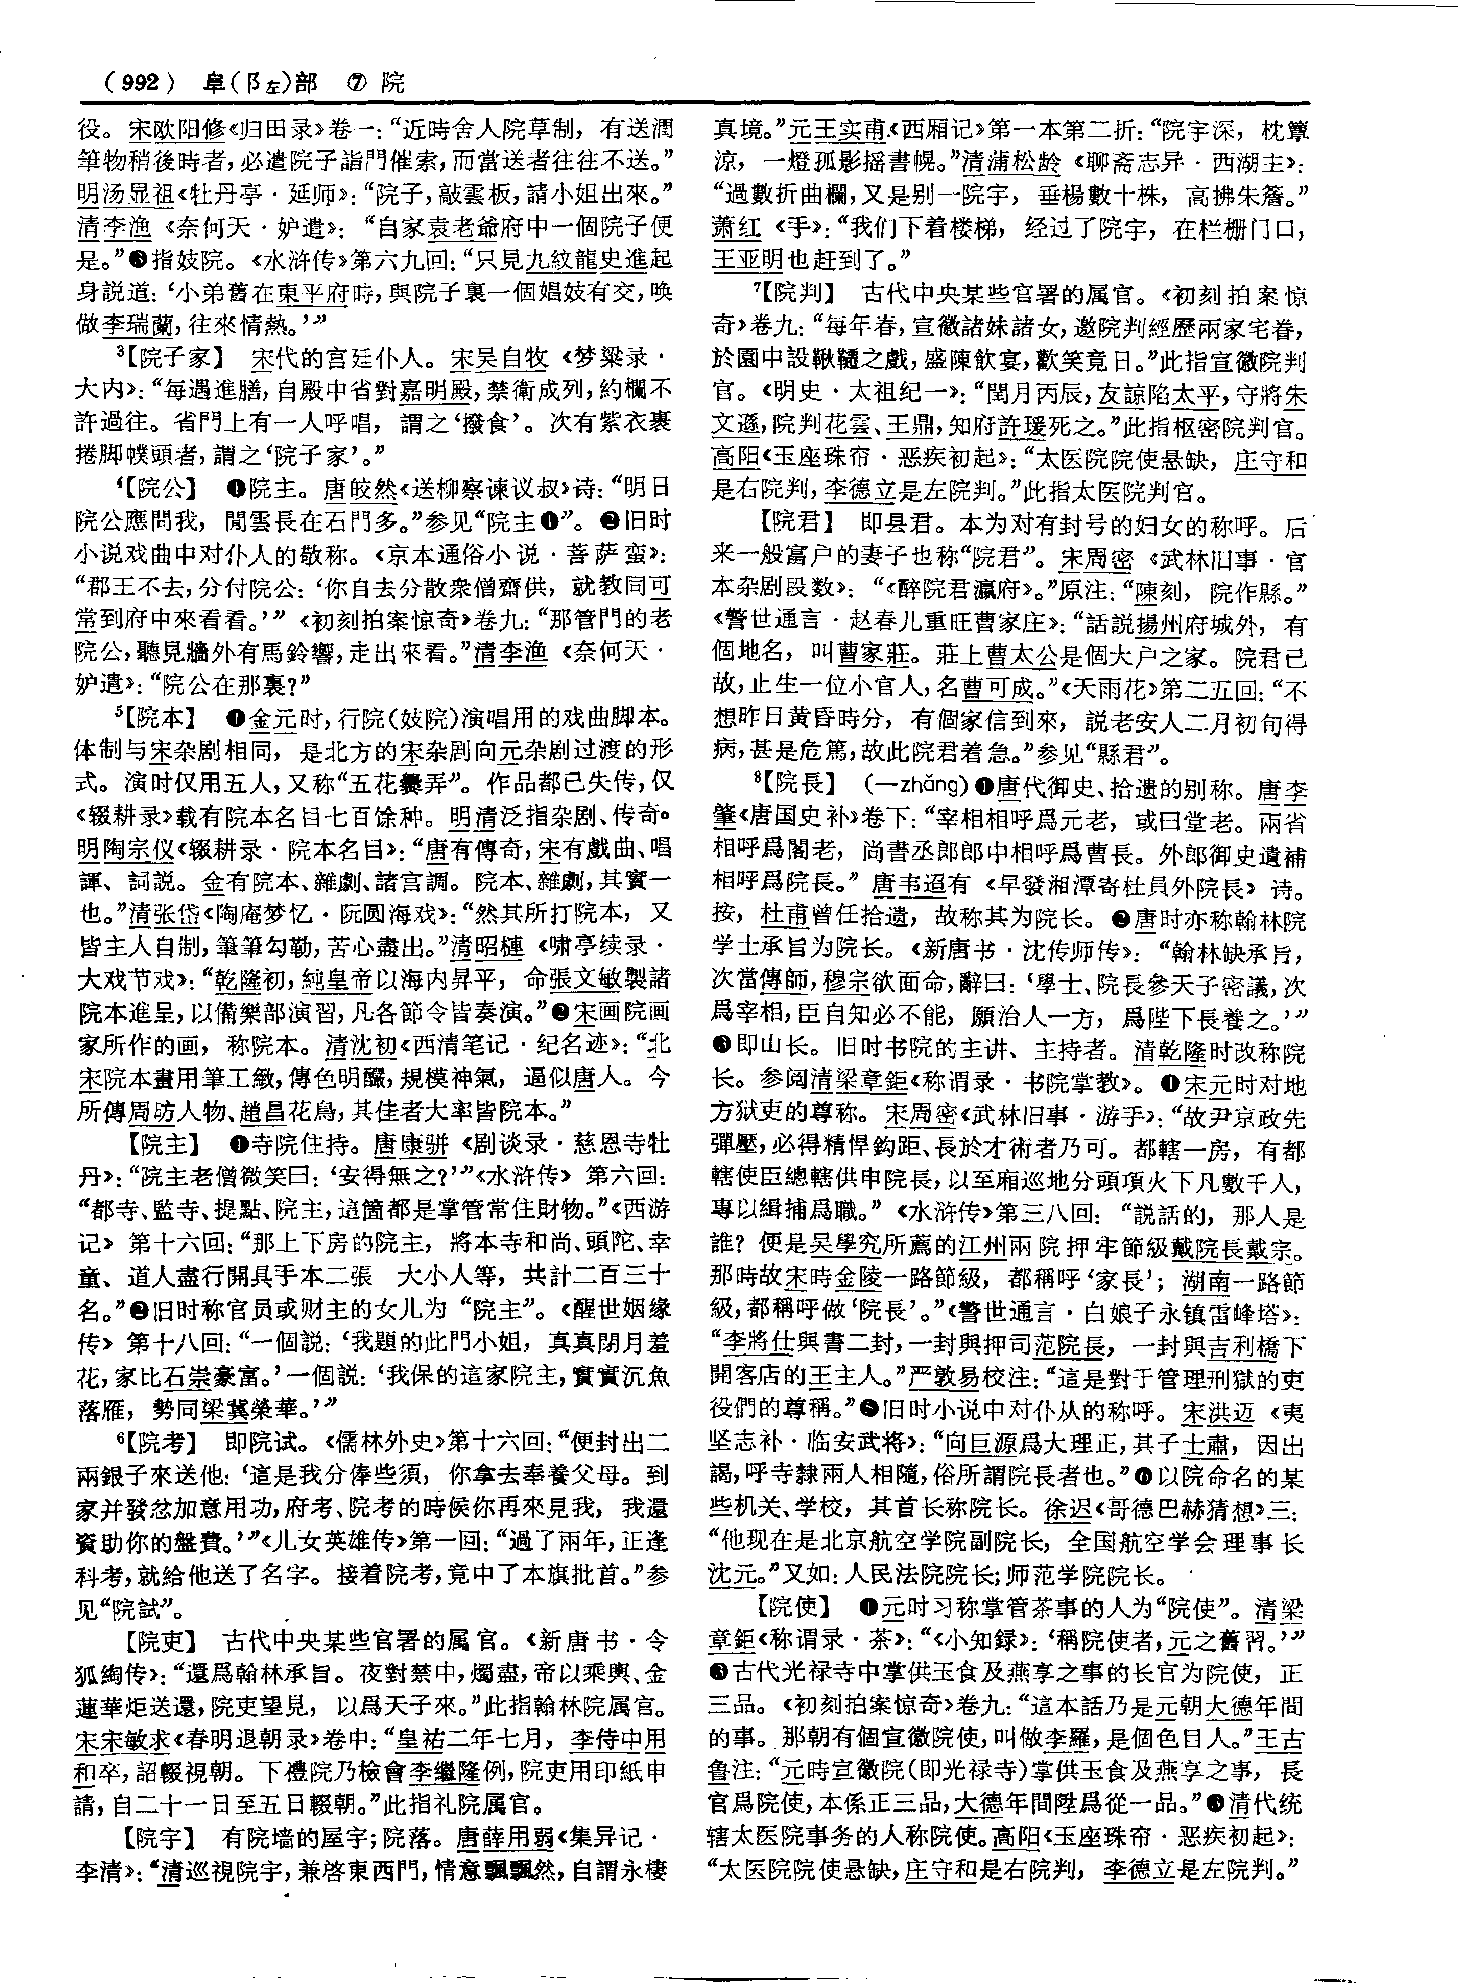 （992） 阜(阝左)部 ⑦ 院
役。宋欧阳修《归田录》卷一：“近時舍人院草制，有送潤
筆物稍後時者，必遣院子詣門催索，而當送者往往不送。”
明汤显祖《牡丹亭·延师》：“院子，敲雲板，請小姐出來。”
清李渔《奈何天·妒遣》：“自家袁老爺府中一個院子便
是。”❸指妓院。《水浒传》第六九回：“只見九紋龍史進起
身説道：‘小弟舊在東平府時，與院子裏一個娼妓有交，唤
做李瑞蘭，往來情熱。’”
³【院子家】 宋代的宫廷仆人。宋吴自牧《梦粱录·
大内》：“每遇進膳，自殿中省對嘉明殿，禁衛成列，約欄不
許過往。省門上有一人呼唱，謂之‘撥食’。次有紫衣裹
捲脚幞頭者，謂之‘院子家’。”
⁴【院公】 ❶院主。唐皎然《送柳察谏议叔》诗：“明日
院公應問我，閒雲長在石門多。”参见“院主❶”。❷旧时
小说戏曲中对仆人的敬称。《京本通俗小说·菩萨蛮》：
“郡王不去，分付院公：‘你自去分散衆僧齋供，就教同可
常到府中來看看。’”《初刻拍案惊奇》卷九：“那管門的老
院公，聽見牆外有馬鈴響，走出來看。”清李渔《奈何天·
妒遣》：“院公在那裏？”
⁵【院本】 ❶金元时，行院(妓院)演唱用的戏曲脚本。
体制与宋杂剧相同，是北方的宋杂剧向元杂剧过渡的形
式。演时仅用五人，又称“五花爨弄”。作品都已失传，仅
《辍耕录》载有院本名目七百馀种。明清泛指杂剧、传奇。
明陶宗仪《辍耕录·院本名目》：“唐有傳奇，宋有戲曲、唱
諢、詞説。金有院本、雜劇、諸宫調。院本、雜劇，其實一
也。”清张岱《陶庵梦忆·阮圆海戏》：“然其所打院本，又
皆主人自制，筆筆勾勒，苦心盡出。”清昭槤《啸亭续录·
大戏节戏》：“乾隆初，純皇帝以海内昇平，命張文敏製諸
院本進呈，以備樂部演習，凡各節令皆奏演。”❷宋画院画
家所作的画，称院本。清沈初《西清笔记·纪名迹》：“北
宋院本畫用筆工緻，傳色明醲，規模神氣，逼似唐人。今
所傳周昉人物、趙昌花鳥，其佳者大率皆院本。”
【院主】 ❶寺院住持。唐康骈《剧谈录·慈恩寺牡
丹》：“院主老僧微笑曰：‘安得無之？’”《水浒传》第六回：
“都寺、監寺、提點、院主，這箇都是掌管常住財物。”《西游
记》第十六回：“那上下房的院主，將本寺和尚、頭陀、幸
童、道人盡行開具手本二張 大小人等，共計二百三十
名。”❷旧时称官员或财主的女儿为“院主”。《醒世姻缘
传》第十八回：“一個説：‘我題的此門小姐，真真閉月羞
花，家比石崇豪富。’一個説：‘我保的這家院主，實實沉魚
落雁，勢同梁冀榮華。’”
⁶【院考】 即院试。《儒林外史》第十六回：“便封出二
兩銀子來送他：‘這是我分俸些須，你拿去奉養父母。到
家并發忿加意用功，府考、院考的時候你再來見我，我還
資助你的盤費。’”《儿女英雄传》第一回：“過了兩年，正逢
科考，就給他送了名字。接着院考，竟中了本旗批首。”参
见“院試”。
【院吏】 古代中央某些官署的属官。《新唐书·令
狐绹传》：“還爲翰林承旨。夜對禁中，燭盡，帝以乘輿、金
蓮華炬送還，院吏望見，以爲天子來。”此指翰林院属官。
宋宋敏求《春明退朝录》卷中：“皇祐二年七月，李侍中用
和卒，詔輟視朝。下禮院乃檢會李繼隆例，院吏用印紙申
請，自二十一日至五日輟朝。”此指礼院属官。
【院宇】 有院墙的屋宇；院落。唐薛用弱《集异记·
李清》：“清巡視院宇，兼啓東西門，情意飄飄然，自謂永棲
真境。”元王实甫《西厢记》第一本第二折：“院宇深，枕簟
涼，一燈孤影摇書幌。”清蒲松龄《聊斋志异·西湖主》：
“過數折曲欄，又是别一院宇，垂楊數十株，高拂朱簷。”
萧红《手》：“我们下着楼梯，经过了院宇，在栏栅门口，
王亚明也赶到了。”
⁷【院判】 古代中央某些官署的属官。《初刻拍案惊
奇》卷九：“每年春，宣徽諸妹諸女，邀院判經歷兩家宅眷，
於園中設鞦韆之戲，盛陳飲宴，歡笑竟日。”此指宣徽院判
官。《明史·太祖纪一》：“閏月丙辰，友諒陷太平，守將朱
文遜，院判花雲、王鼎，知府許瑗死之。”此指枢密院判官。
高阳《玉座珠帘·恶疾初起》：“太医院院使悬缺，庄守和
是右院判，李德立是左院判。”此指太医院判官。
【院君】 即县君。本为对有封号的妇女的称呼。后
来一般富户的妻子也称“院君”。宋周密《武林旧事·官
本杂剧段数》：“《醉院君瀛府》。”原注：“陳刻，院作縣。”
《警世通言·赵春儿重旺曹家庄》：“話説揚州府城外，有
個地名，叫曹家莊。莊上曹太公是個大户之家。院君已
故，止生一位小官人，名曹可成。”《天雨花》第二五回：“不
想昨日黄昏時分，有個家信到來，説老安人二月初旬得
病，甚是危篤，故此院君着急。”参见“縣君”。
⁸【院長】 (—zhǎng)❶唐代御史、拾遗的别称。唐李
肇《唐国史补》卷下：“宰相相呼爲元老，或曰堂老。兩省
相呼爲閣老，尚書丞郎郎中相呼爲曹長。外郎御史遺補
相呼爲院長。”唐韦迢有《早發湘潭寄杜員外院長》诗。
按，杜甫曾任拾遗，故称其为院长。❷唐时亦称翰林院
学士承旨为院长。《新唐书·沈传师传》：“翰林缺承旨，
次當傳師，穆宗欲面命，辭曰：‘學士、院長參天子密議，次
爲宰相，臣自知必不能，願治人一方，爲陛下長養之。’”
❸即山长。旧时书院的主讲、主持者。清乾隆时改称院
长。参阅清梁章鉅《称谓录·书院掌教》。❹宋元时对地
方狱吏的尊称。宋周密《武林旧事·游手》：“故尹京政先
彈壓，必得精悍鈎距、長於才術者乃可。都轄一房，有都
轄使臣總轄供申院長，以至廂巡地分頭項火下凡數千人，
專以緝捕爲職。”《水浒传》第三八回：“説話的，那人是
誰？便是吴學究所薦的江州兩院押牢節級戴院長戴宗。
那時故宋時金陵一路節級，都稱呼‘家長’；湖南一路節
級，都稱呼做‘院長’。”《警世通言·白娘子永镇雷峰塔》：
“李將仕與書二封，一封與押司范院長，一封與吉利橋下
開客店的王主人。”严敦易校注：“這是對于管理刑獄的吏
役們的尊稱。”❺旧时小说中对仆从的称呼。宋洪迈《夷
坚志补·临安武将》：“向巨源爲大理正，其子士肅，因出
謁，呼寺隸兩人相隨，俗所謂院長者也。”❻以院命名的某
些机关、学校，其首长称院长。徐迟《哥德巴赫猜想》三：
“他现在是北京航空学院副院长，全国航空学会理事长
沈元。”又如：人民法院院长；师范学院院长。
【院使】 ❶元时习称掌管茶事的人为“院使”。清梁
章鉅《称谓录·茶》：“《小知録》：‘稱院使者，元之舊習。’”
❷古代光禄寺中掌供玉食及燕享之事的长官为院使，正
三品。《初刻拍案惊奇》卷九：“這本話乃是元朝大德年間
的事。那朝有個宣徽院使，叫做李羅，是個色目人。”王古
鲁注：“元時宣徽院(即光禄寺)掌供玉食及燕享之事，長
官爲院使，本係正三品，大德年間陞爲從一品。”❸清代统
辖太医院事务的人称院使。高阳《玉座珠帘·恶疾初起》：
“太医院院使悬缺，庄守和是右院判，李德立是左院判。”